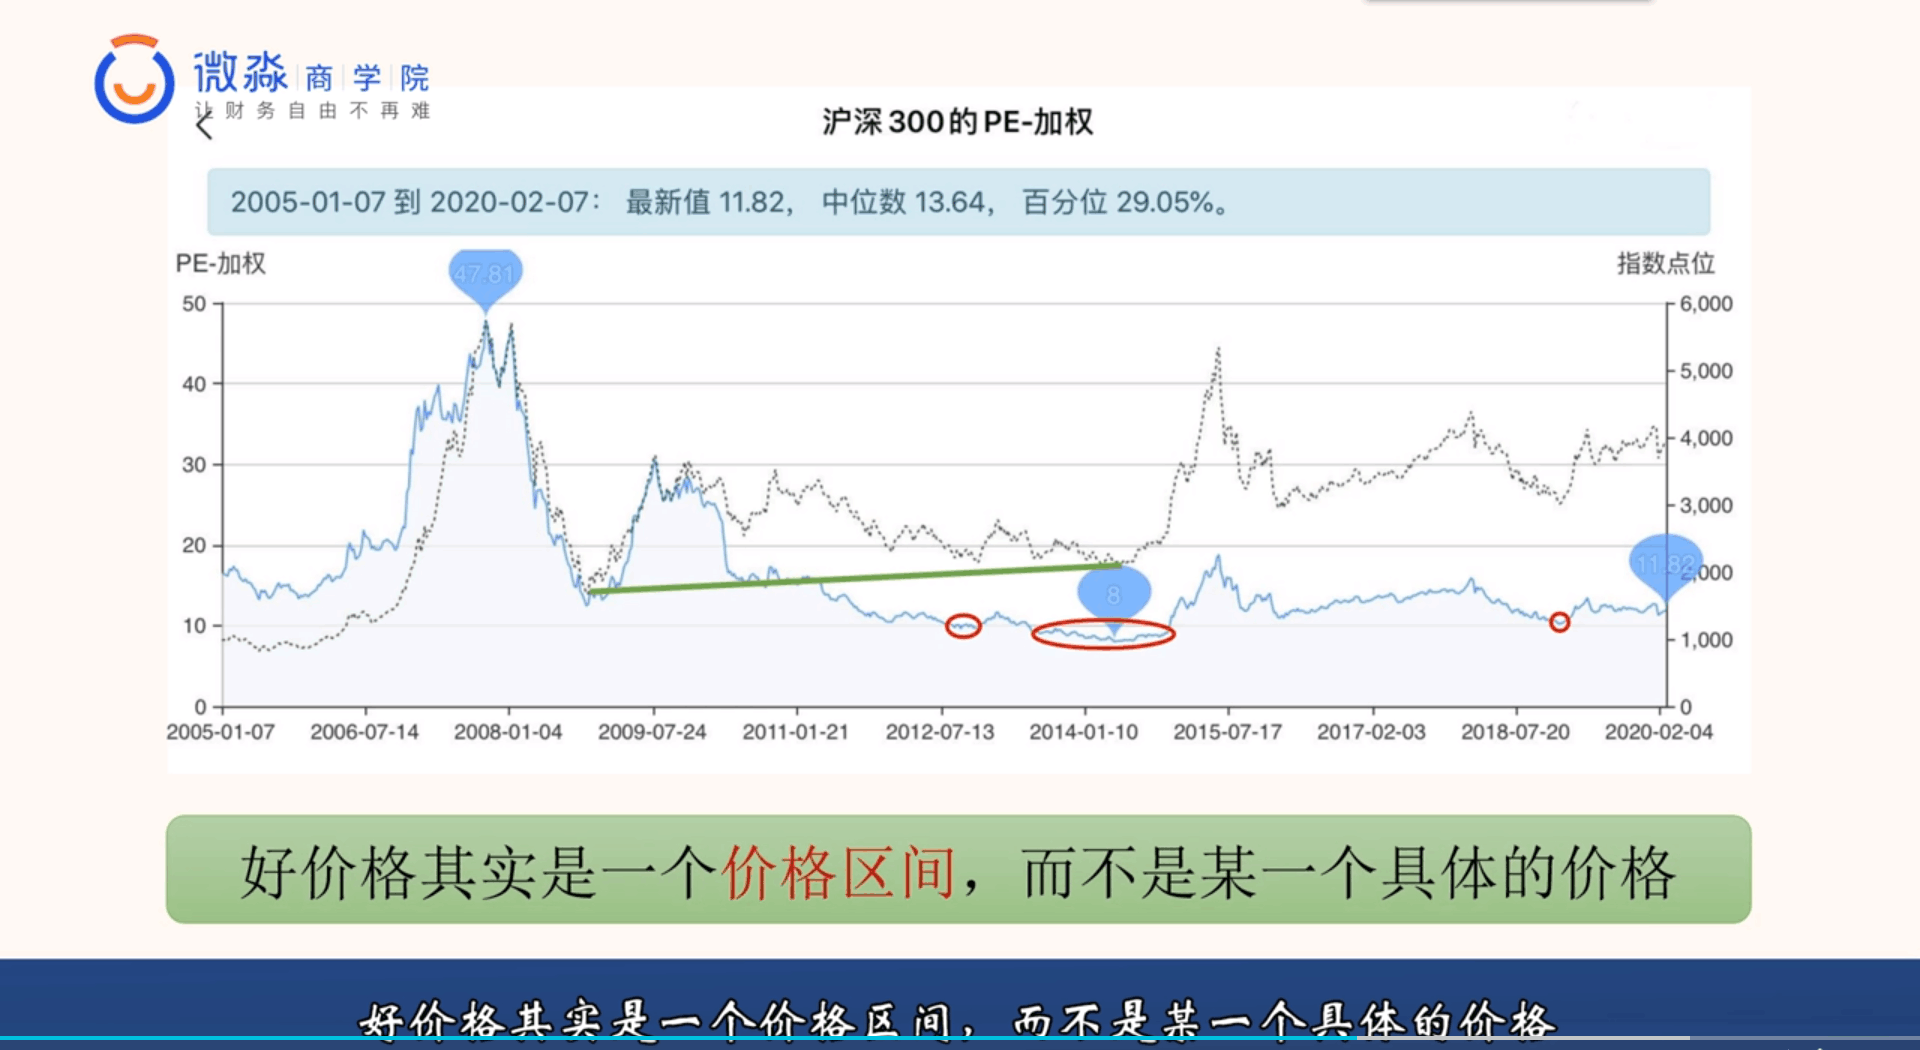 微淼 商 学 院
让 财 务 自 由 不 再 难
沪深300的PE-加权
2005-01-07 到 2020-02-07： 最新值 11.82， 中位数 13.64， 百分位 29.05%。
PE-加权
指数点位
47.81
50
40
30
20
10
0
6,000
5,000
4,000
3,000
2,000
1,000
0
8
11.82
2005-01-07 2006-07-14 2008-01-04 2009-07-24 2011-01-21 2012-07-13 2014-01-10 2015-07-17 2017-02-03 2018-07-20 2020-02-04
好价格其实是一个价格区间，而不是某一个具体的价格
好价格其实是一个价格区间，而不是某一个具体的价格